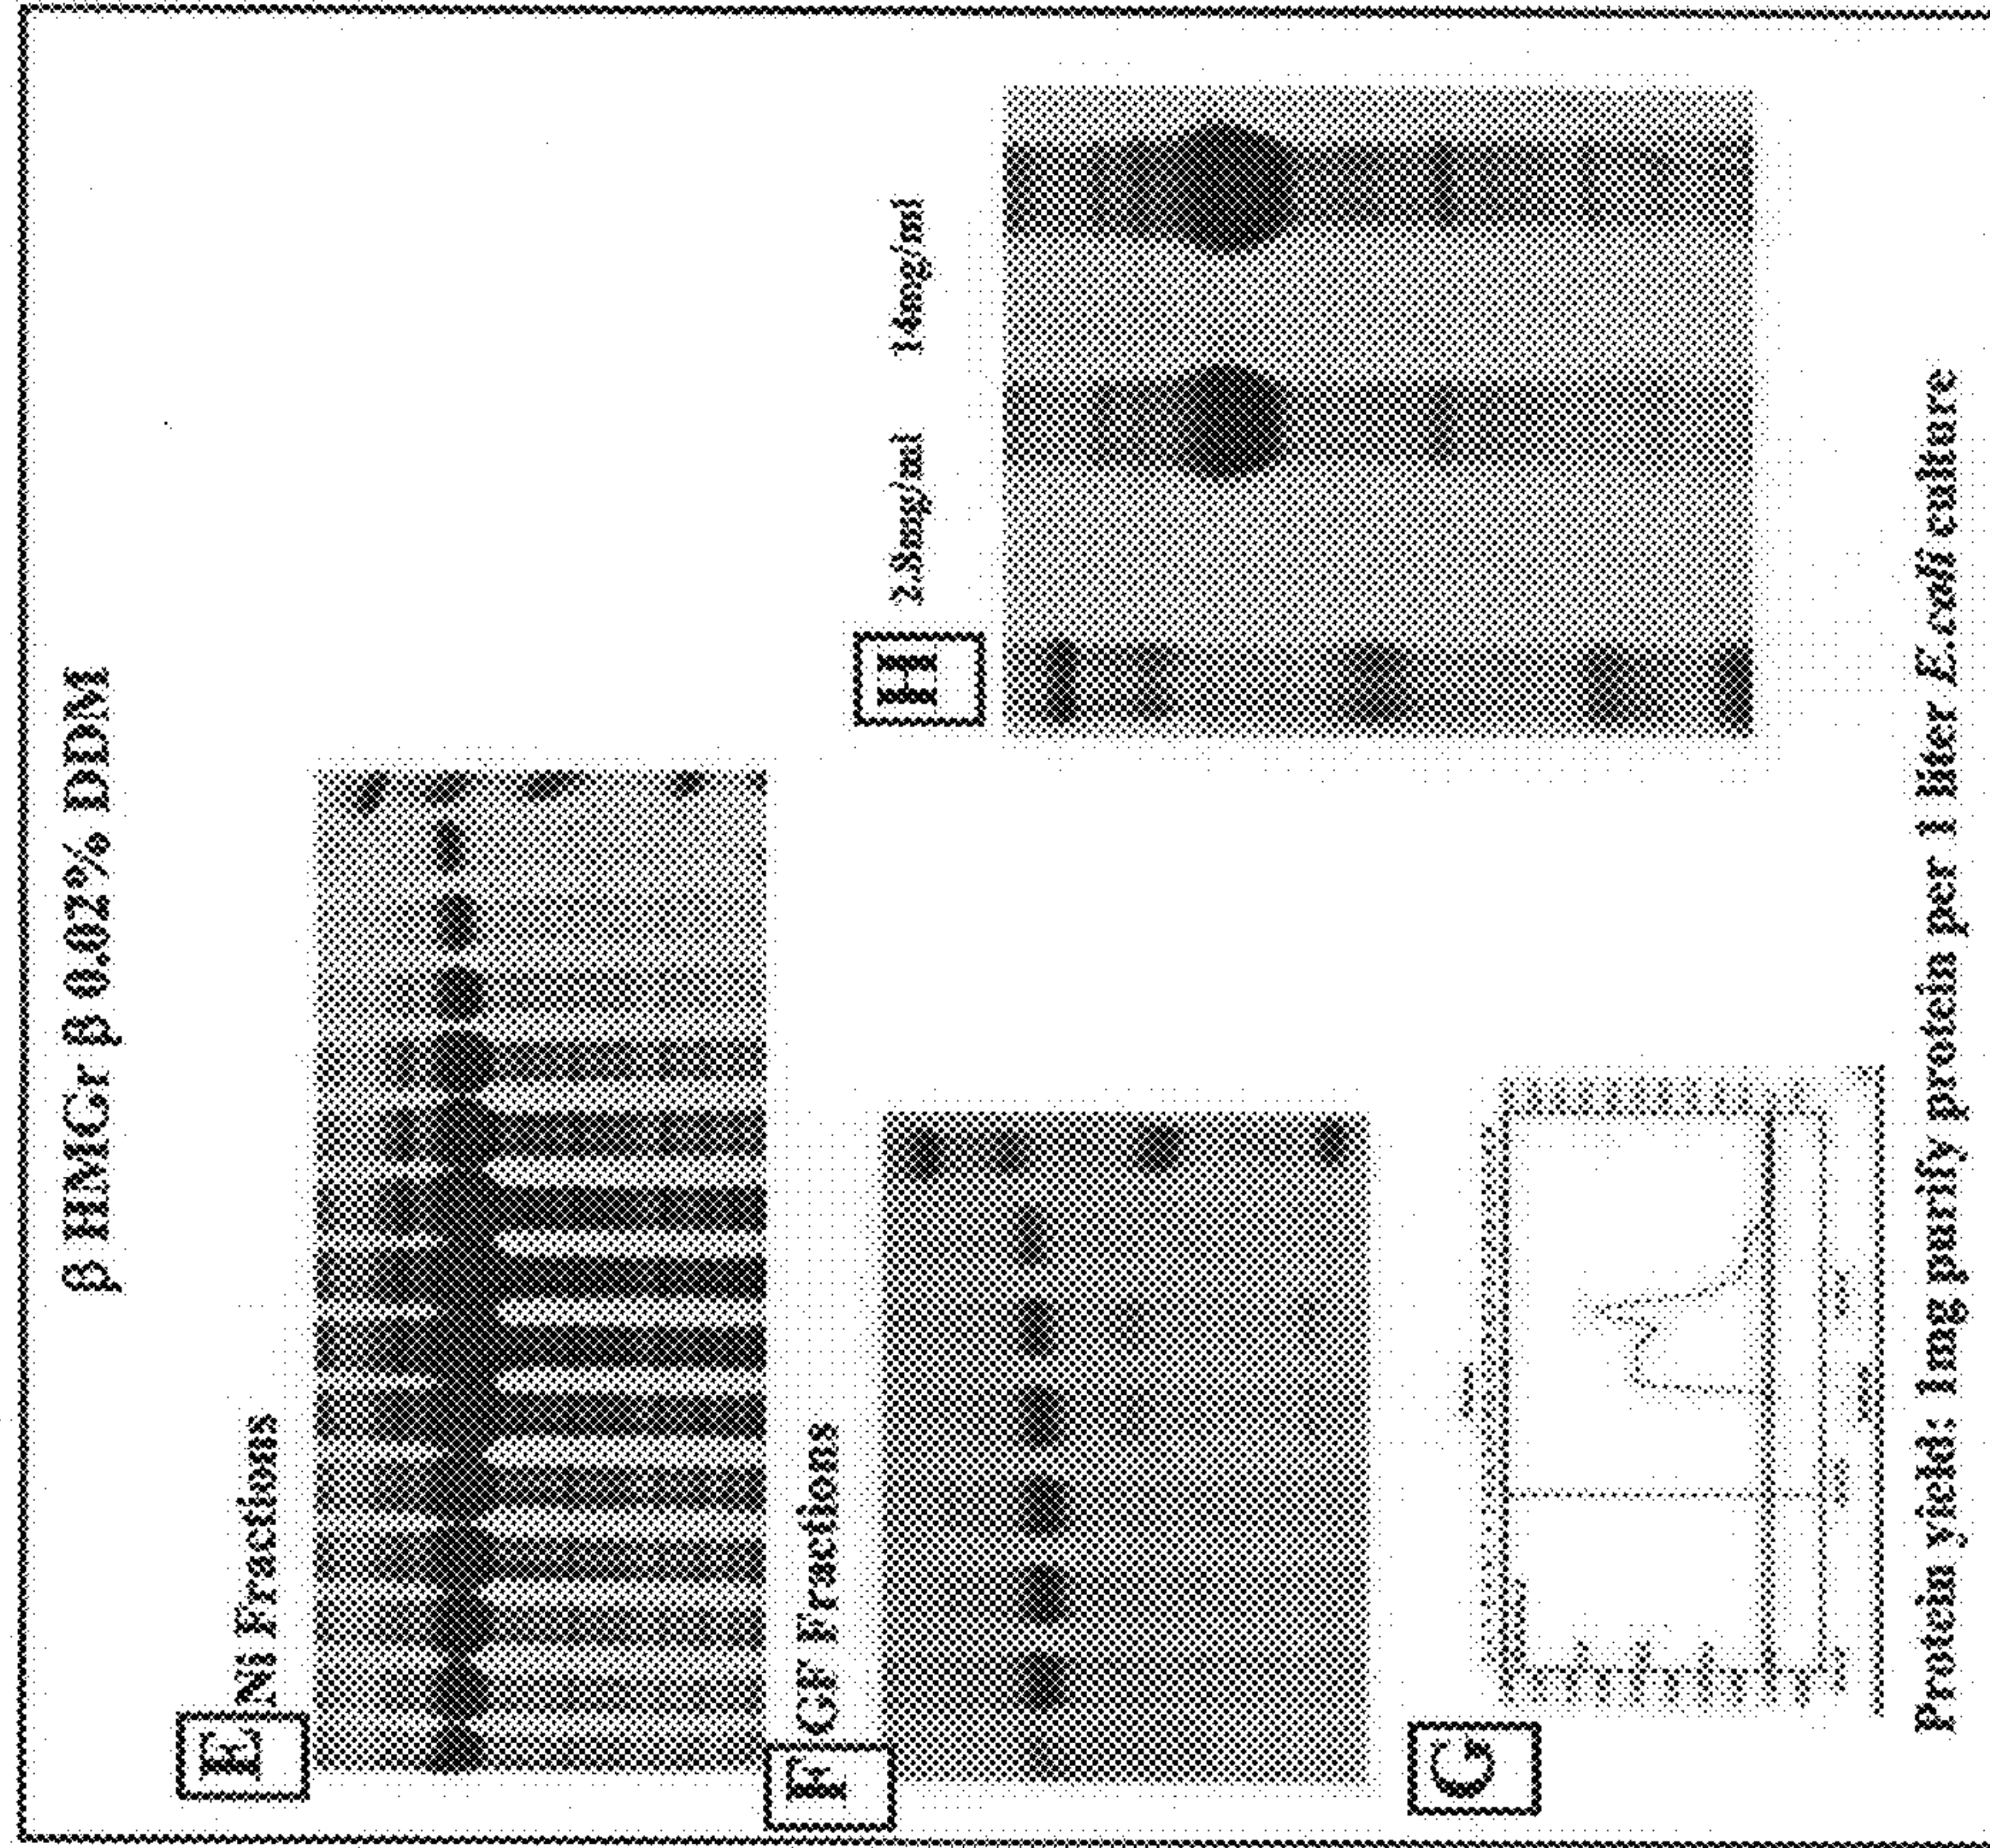 β HMGr β 0.02% DDM
E Ni Fractions
F GF Fractions
G
H 2.8mg/ml 14mg/ml
Protein yield: 1mg purify protein per 1 liter E.coli culture